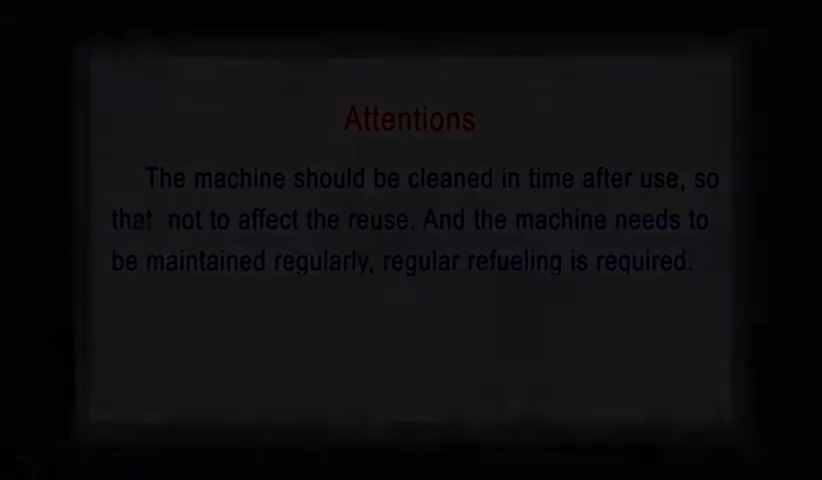 Attentions
The machine should be cleaned in time after use, so
that not to affect the reuse. And the machine needs to
be maintained regularly, regular refueling is required.